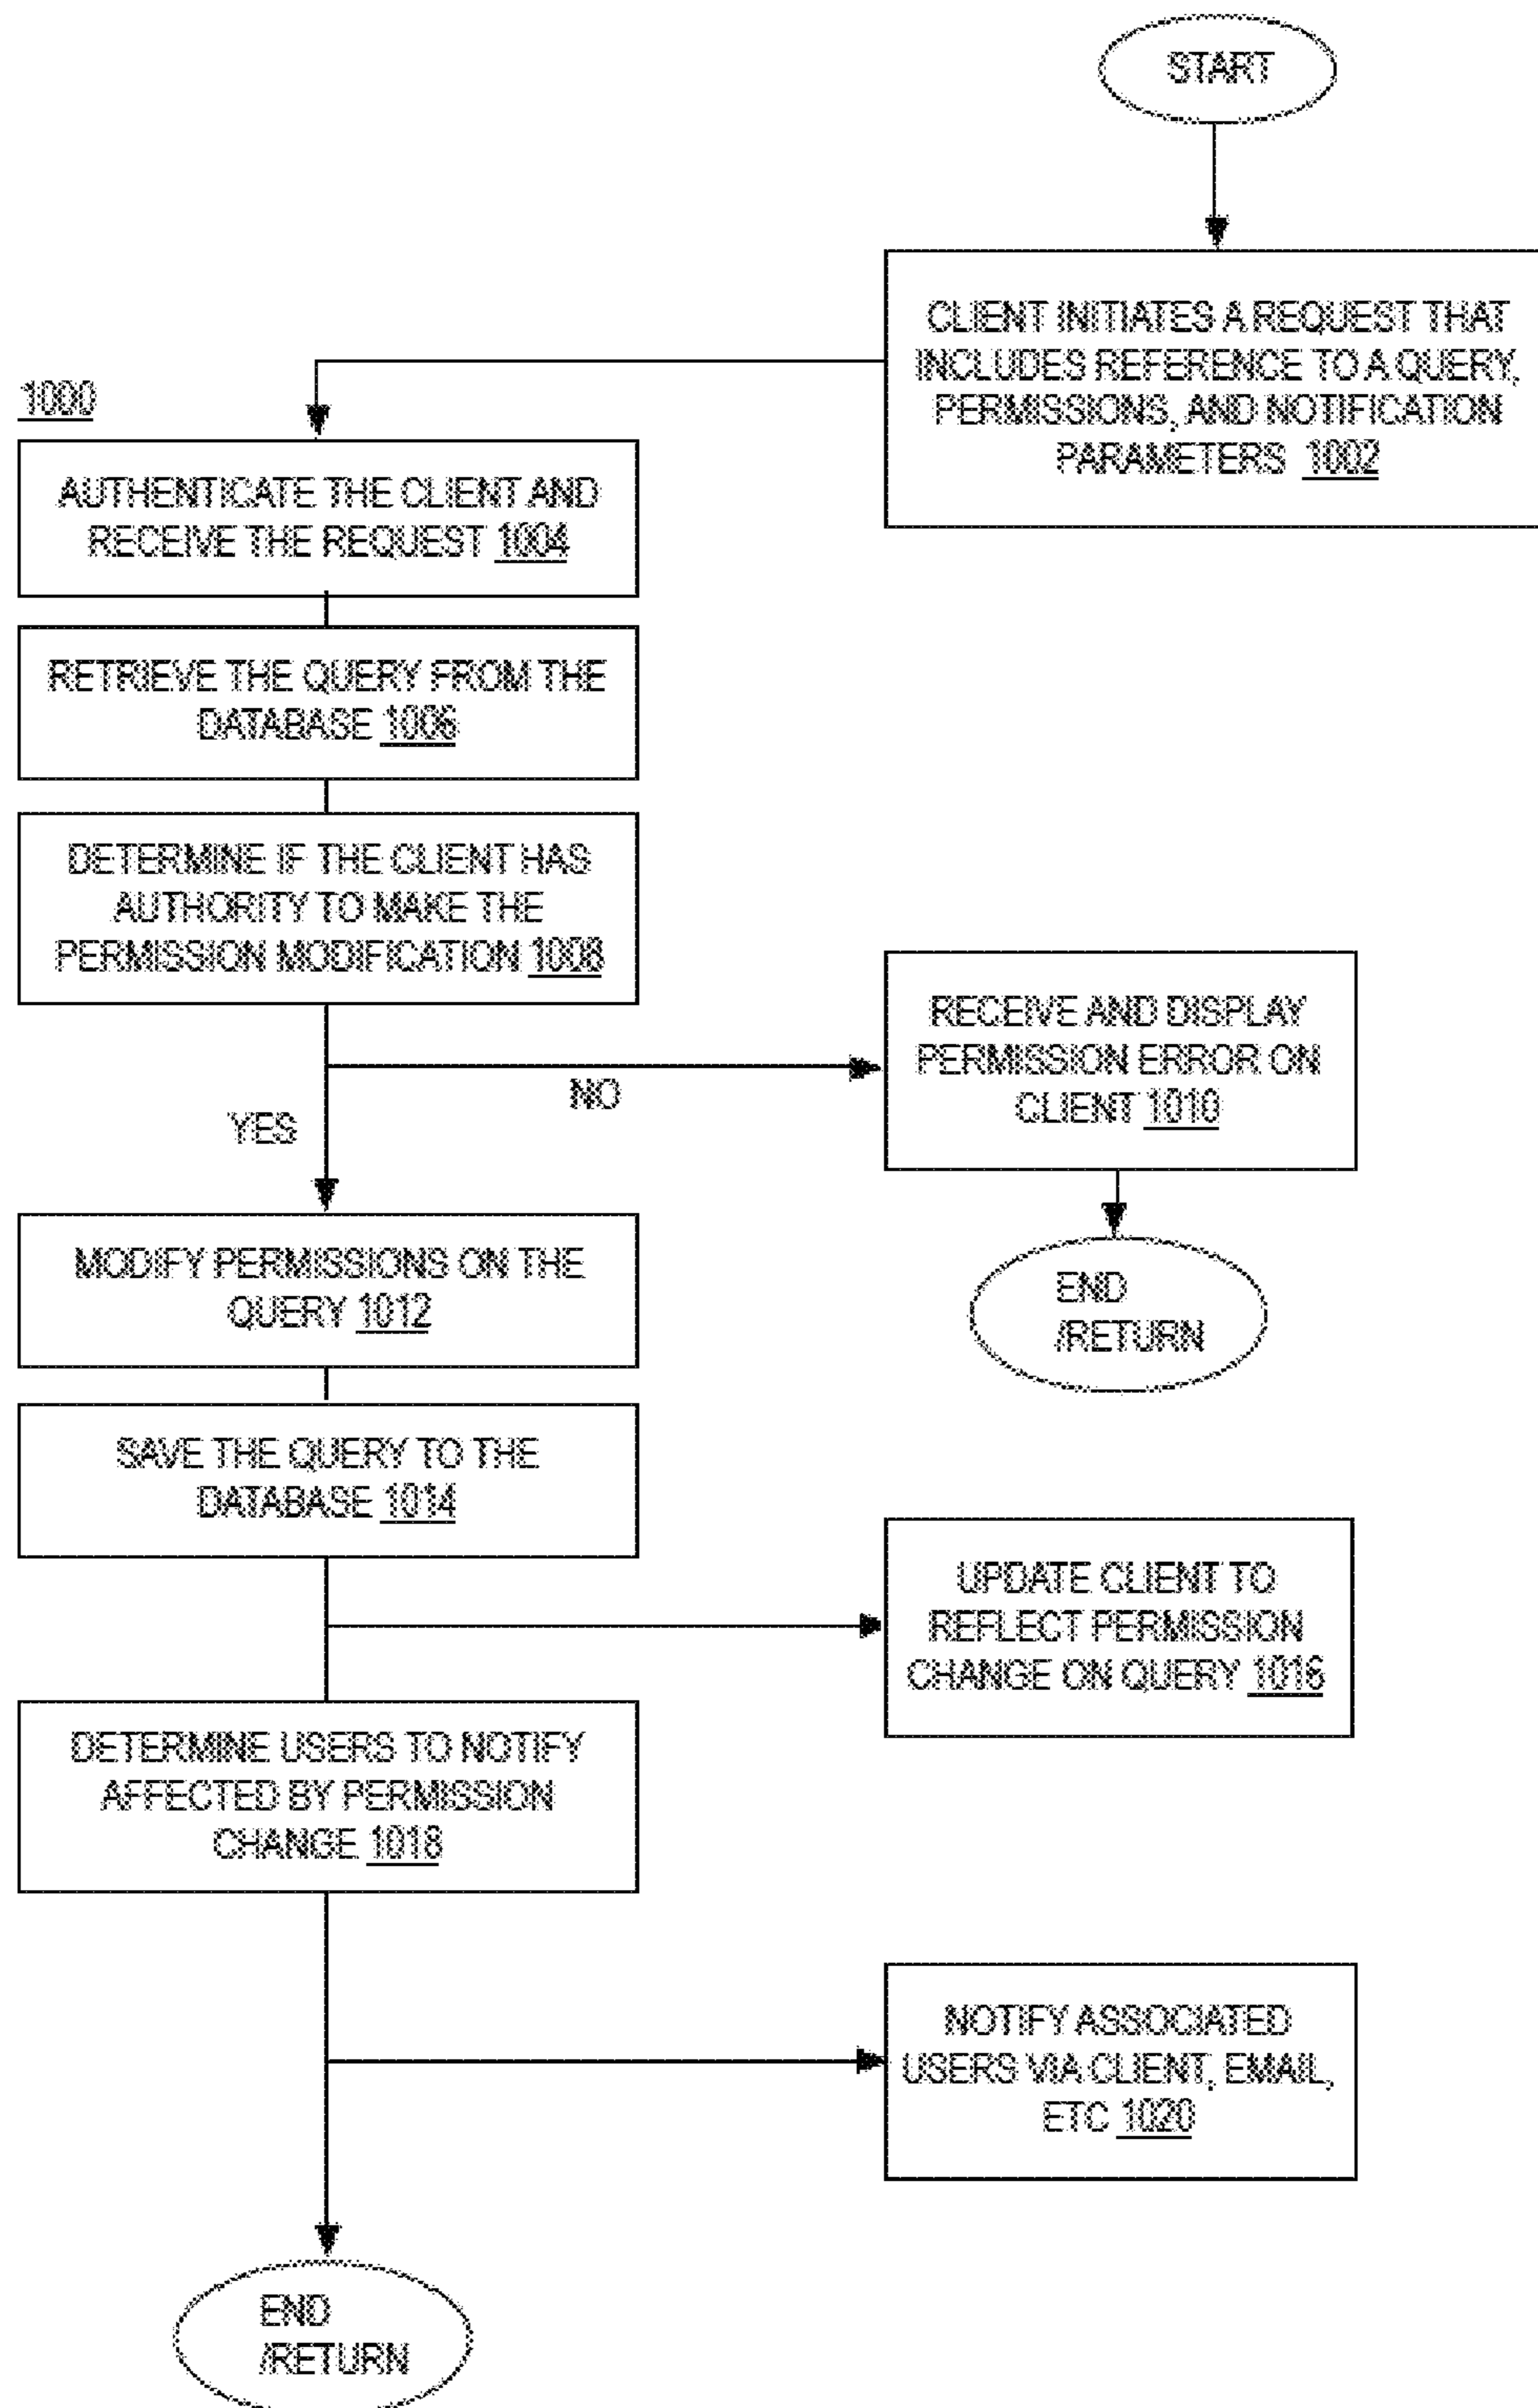 START
CLIENT INITIATES A REQUEST THAT
INCLUDES REFERENCE TO A QUERY,
PERMISSIONS, AND NOTIFICATION
PARAMETERS 1002
1000
AUTHENTICATE THE CLIENT AND
RECEIVE THE REQUEST 1004
RETRIEVE THE QUERY FROM THE
DATABASE 1006
DETERMINE IF THE CLIENT HAS
AUTHORITY TO MAKE THE
PERMISSION MODIFICATION 1008
RECEIVE AND DISPLAY
PERMISSION ERROR ON
CLIENT 1010
NO
YES
END
/RETURN
MODIFY PERMISSIONS ON THE
QUERY 1012
SAVE THE QUERY TO THE
DATABASE 1014
UPDATE CLIENT TO
REFLECT PERMISSION
CHANGE ON QUERY 1016
DETERMINE USERS TO NOTIFY
AFFECTED BY PERMISSION
CHANGE 1018
NOTIFY ASSOCIATED
USERS VIA CLIENT, EMAIL,
ETC 1020
END
/RETURN